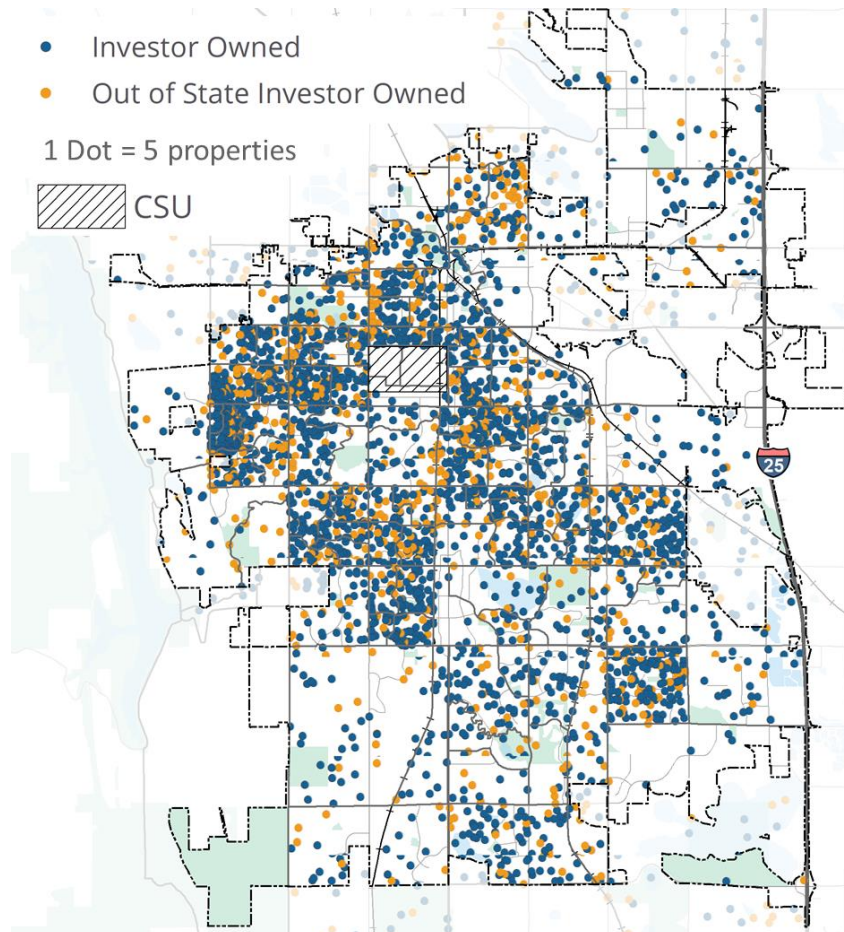 Investor Owned
Out of State Investor Owned
1 Dot = 5 properties
CSU
25